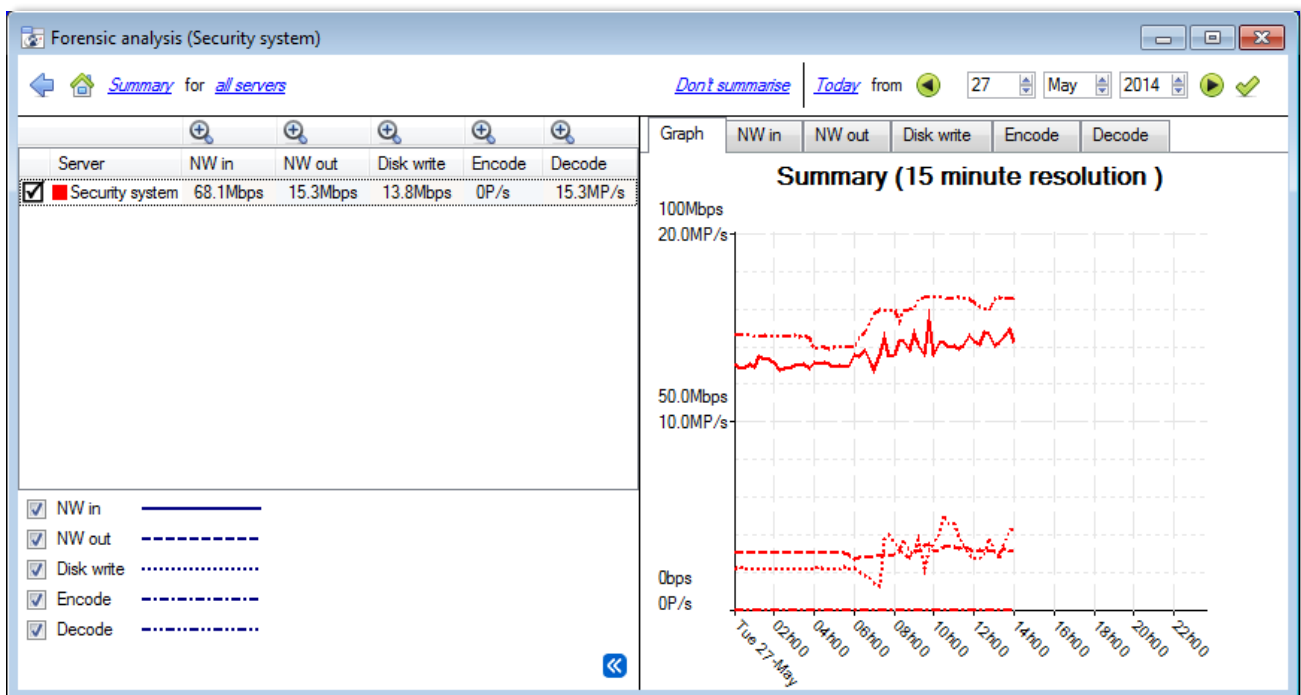 Forensic analysis (Security system)
Summary for all servers Don't summarise Today from 27 May 2014
Server NW in NW out Disk write Encode Decode
Security system 68.1Mbps 15.3Mbps 13.8Mbps 0P/s 15.3MP/s
NW in
NW out
Disk write
Encode
Decode
Graph NW in NW out Disk write Encode Decode
Summary (15 minute resolution )
100Mbps
20.0MP/s
50.0Mbps
10.0MP/s
0bps
0P/s
Tue 27-May 02h00 04h00 06h00 08h00 10h00 12h00 14h00 16h00 18h00 20h00 22h00